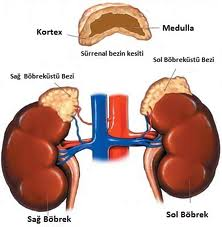 Kortex
Medulla
Sürrenal bezin kesiti
Sol Böbreküstü Bezi
Sağ Böbreküstü Bezi
Sağ Böbrek
Sol Böbrek